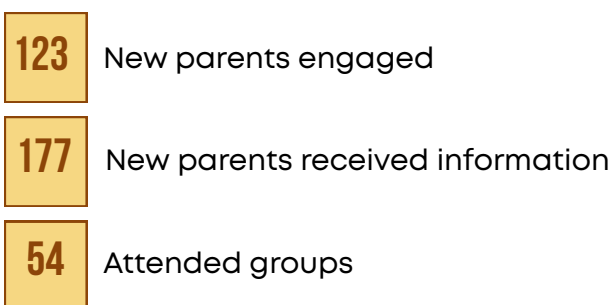 123 New parents engaged
177 New parents received information
54 Attended groups